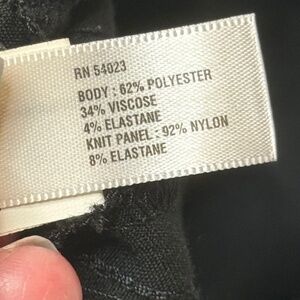 RN 54023
BODY : 62% POLYESTER
34% VISCOSE
4% ELASTANE
KNIT PANEL : 92% NYLON
8% ELASTANE